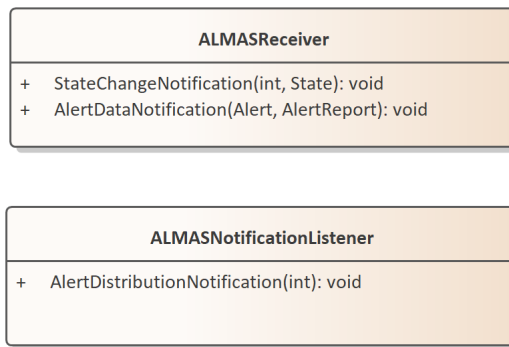 ALMASReceiver
+ StateChangeNotification(int, State): void
+ AlertDataNotification(Alert, AlertReport): void
ALMASNotificationListener
+ AlertDistributionNotification(int): void